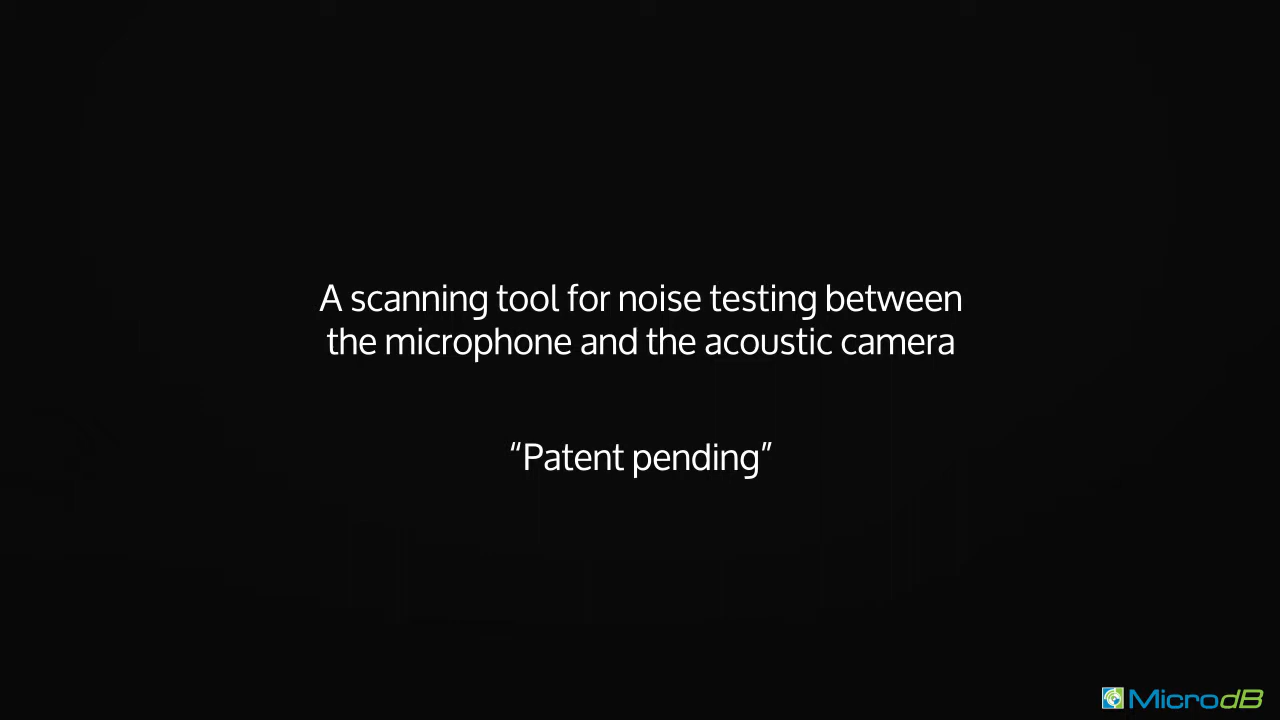 A scanning tool for noise testing between
the microphone and the acoustic camera
“Patent pending”
MicrodB